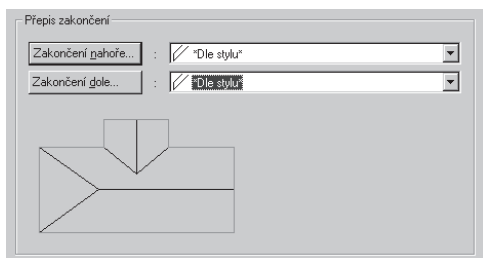 Přepis zakončení
Zakončení nahoře... : *Dle stylu*
Zakončení dole... : *Dle stylu*